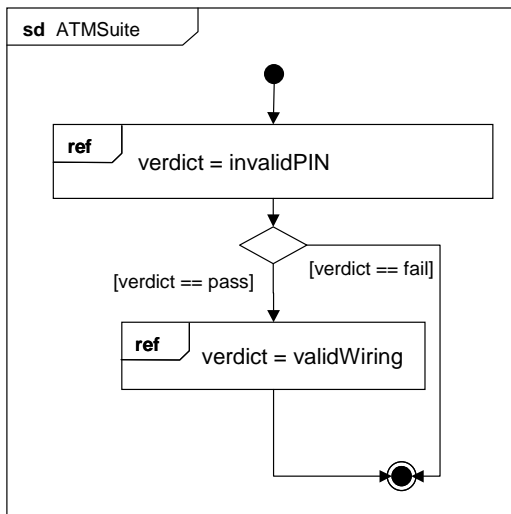 sd ATMSuite
ref
verdict = invalidPIN
[verdict == pass]
[verdict == fail]
ref
verdict = validWiring